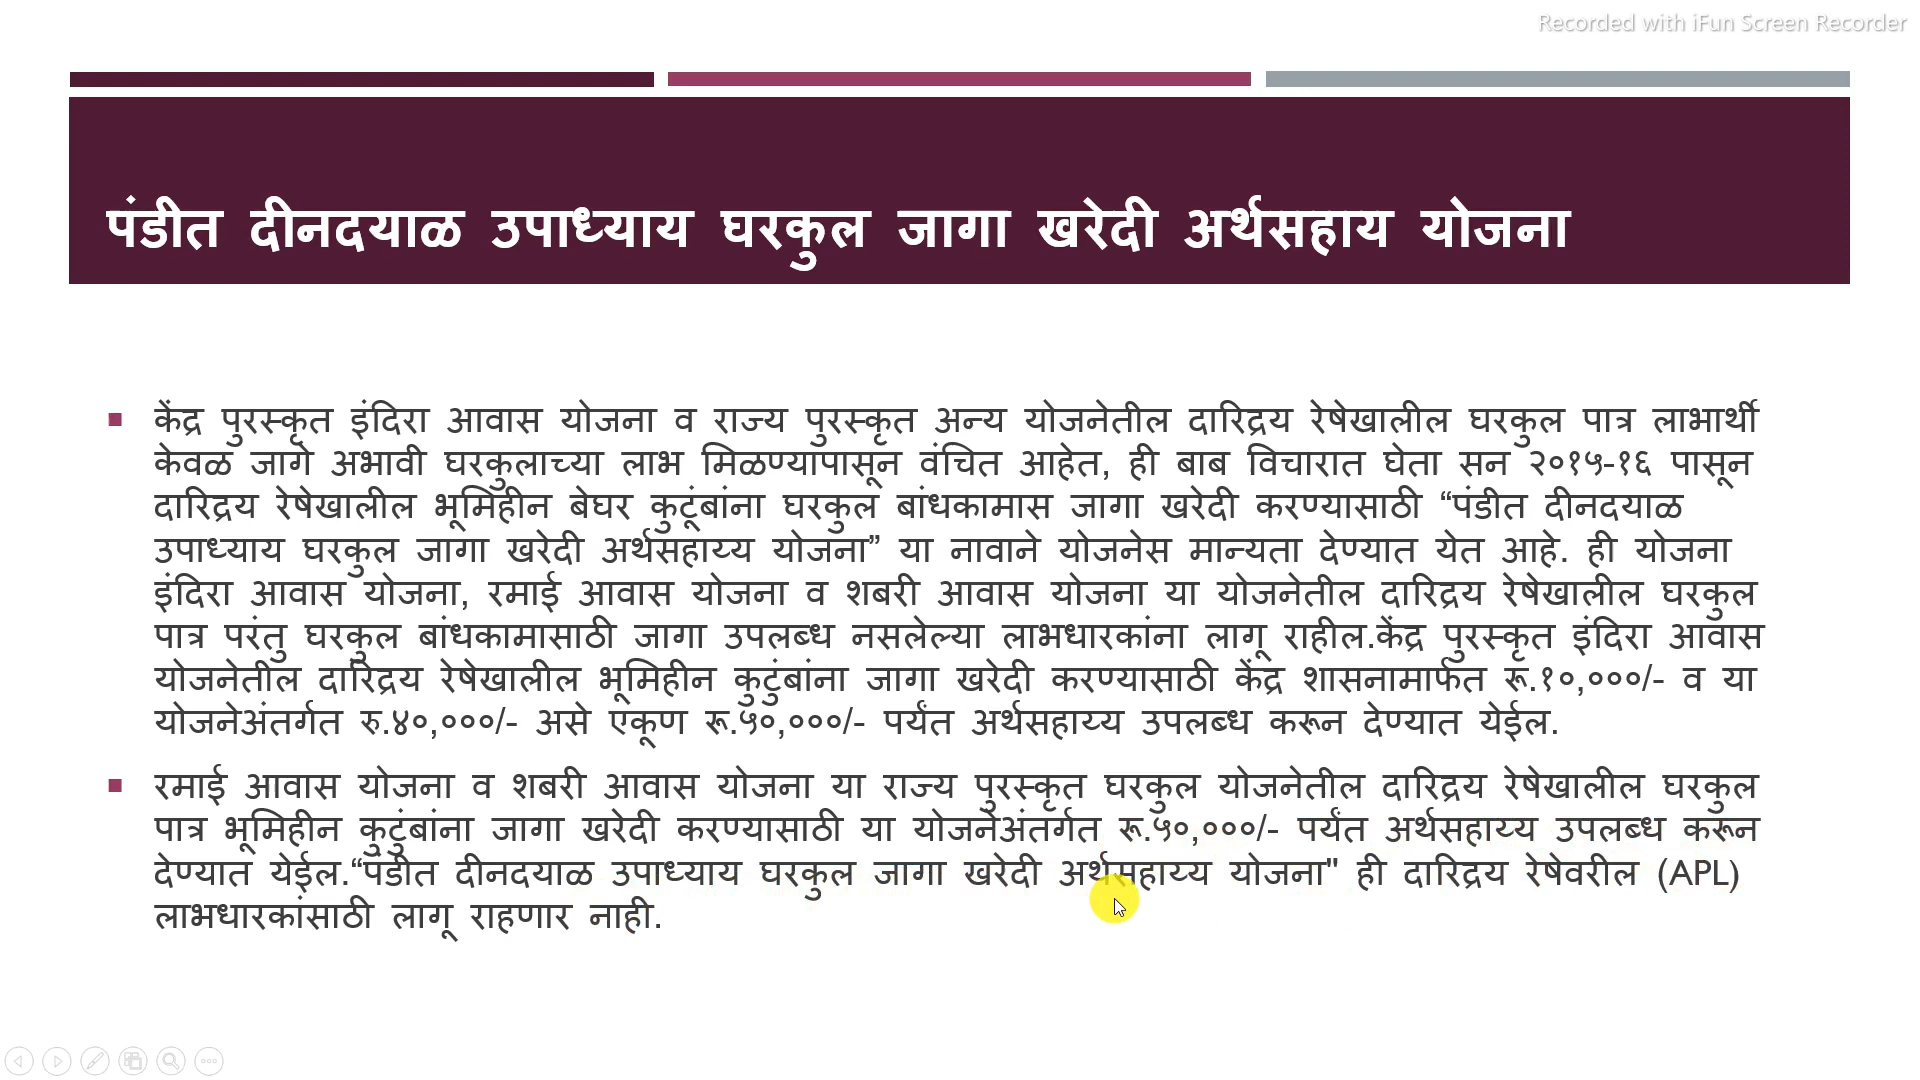 Recorded with iFun Screen Recorder
पंडीत दीनदयाळ उपाध्याय घरकुल जागा खरेदी अर्थसहाय योजना
केंद्र पुरस्कृत इंदिरा आवास योजना व राज्य पुरस्कृत अन्य योजनेतील दारिद्रय रेषेखालील घरकुल पात्र लाभार्थी
केवळ जागे अभावी घरकुलाच्या लाभ मिळण्यापासून वंचित आहेत, ही बाब विचारात घेता सन २०१५-१६ पासून
दारिद्रय रेषेखालील भूमिहीन बेघर कुटूंबांना घरकुल बांधकामास जागा खरेदी करण्यासाठी “पंडीत दीनदयाळ
उपाध्याय घरकुल जागा खरेदी अर्थसहाय्य योजना” या नावाने योजनेस मान्यता देण्यात येत आहे. ही योजना
इंदिरा आवास योजना, रमाई आवास योजना व शबरी आवास योजना या योजनेतील दारिद्रय रेषेखालील घरकुल
पात्र परंतु घरकुल बांधकामासाठी जागा उपलब्ध नसलेल्या लाभधारकांना लागू राहील.केंद्र पुरस्कृत इंदिरा आवास
योजनेतील दारिद्रय रेषेखालील भूमिहीन कुटुंबांना जागा खरेदी करण्यासाठी केंद्र शासनामार्फत रू.१०,०००/- व या
योजनेअंतर्गत रु.४०,०००/- असे एकूण रू.५०,०००/- पर्यंत अर्थसहाय्य उपलब्ध करून देण्यात येईल.
रमाई आवास योजना व शबरी आवास योजना या राज्य पुरस्कृत घरकुल योजनेतील दारिद्रय रेषेखालील घरकुल
पात्र भूमिहीन कुटुंबांना जागा खरेदी करण्यासाठी या योजनेअंतर्गत रू.५०,०००/- पर्यंत अर्थसहाय्य उपलब्ध करून
देण्यात येईल.“पंडीत दीनदयाळ उपाध्याय घरकुल जागा खरेदी अर्थसहाय्य योजना" ही दारिद्रय रेषेवरील (APL)
लाभधारकांसाठी लागू राहणार नाही.